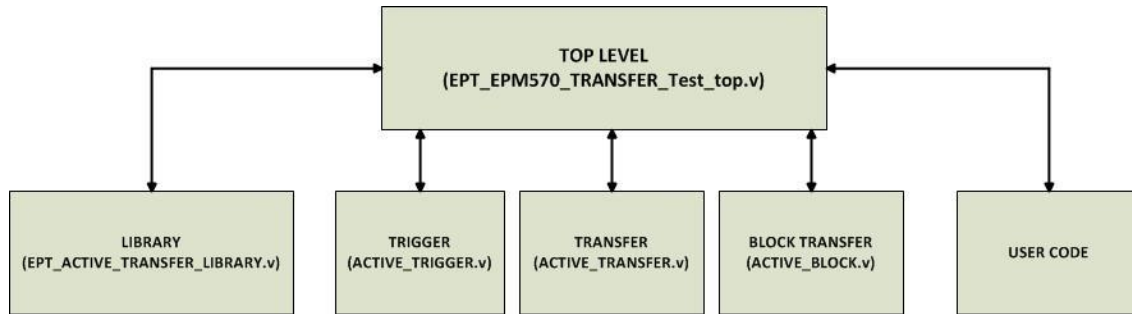 TOP LEVEL
(EPT_EPM570_TRANSFER_Test_top.v)
LIBRARY
(EPT_ACTIVE_TRANSFER_LIBRARY.v)
TRIGGER
(ACTIVE_TRIGGER.v)
TRANSFER
(ACTIVE_TRANSFER.v)
BLOCK TRANSFER
(ACTIVE_BLOCK.v)
USER CODE